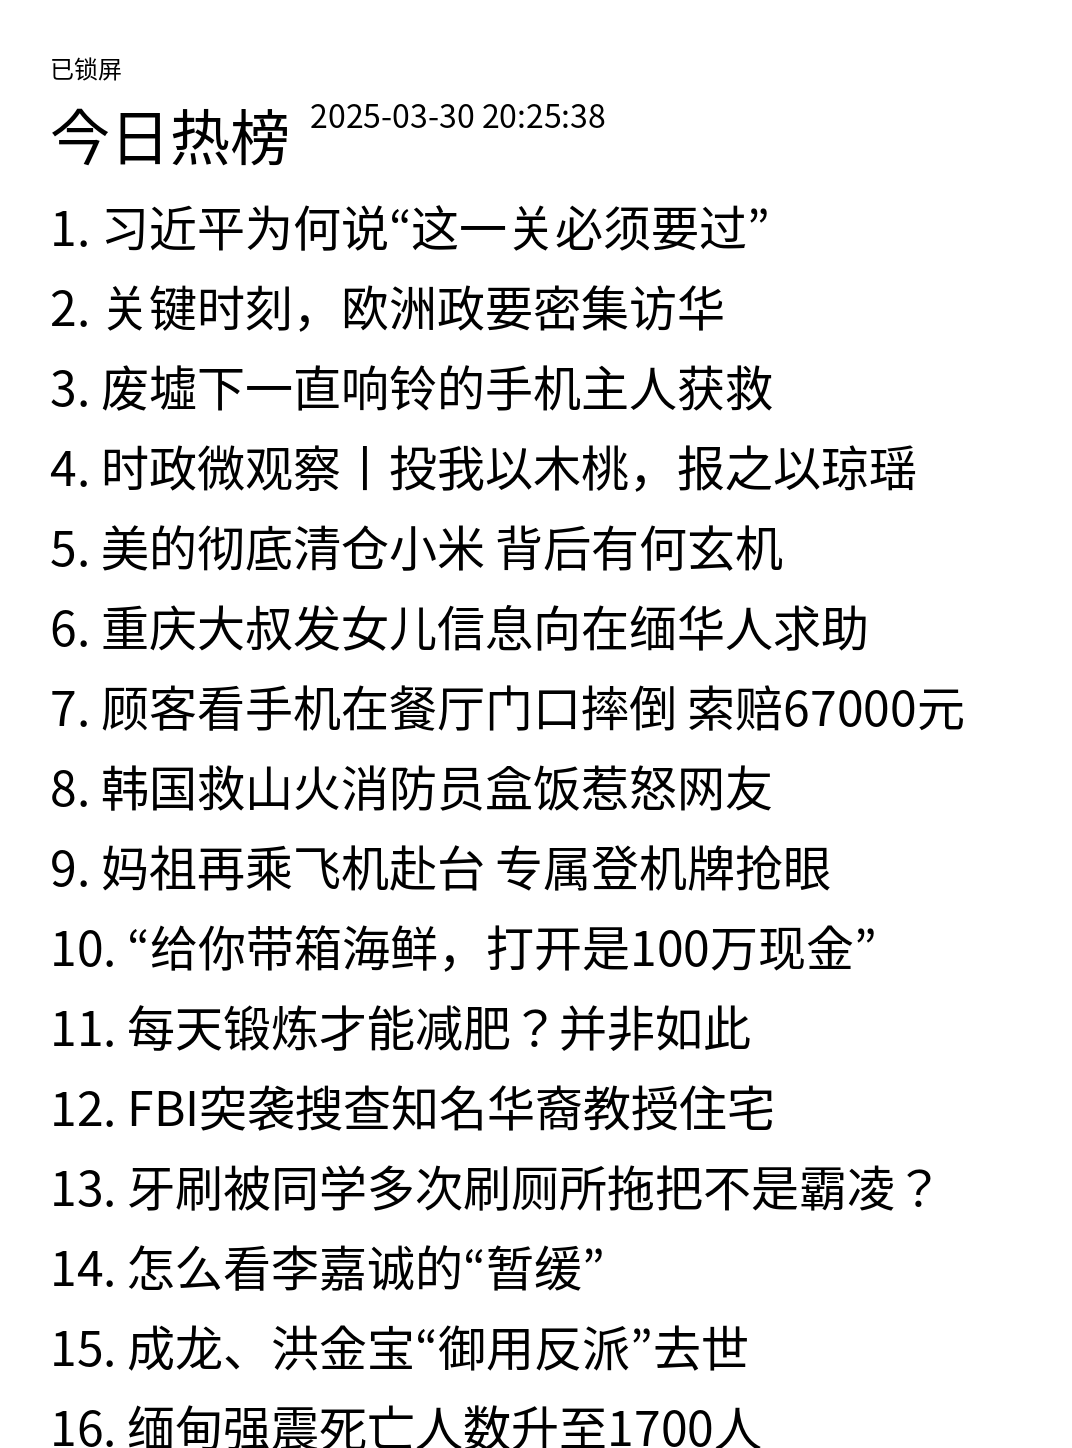 已锁屏
今日热榜 2025-03-30 20:25:38
1. 习近平为何说“这一关必须要过”
2. 关键时刻，欧洲政要密集访华
3. 废墟下一直响铃的手机主人获救
4. 时政微观察丨投我以木桃，报之以琼瑶
5. 美的彻底清仓小米 背后有何玄机
6. 重庆大叔发女儿信息向在缅华人求助
7. 顾客看手机在餐厅门口摔倒 索赔67000元
8. 韩国救山火消防员盒饭惹怒网友
9. 妈祖再乘飞机赴台 专属登机牌抢眼
10. “给你带箱海鲜，打开是100万现金”
11. 每天锻炼才能减肥？并非如此
12. FBI突袭搜查知名华裔教授住宅
13. 牙刷被同学多次刷厕所拖把不是霸凌？
14. 怎么看李嘉诚的“暂缓”
15. 成龙、洪金宝“御用反派”去世
16. 缅甸强震死亡人数升至1700人